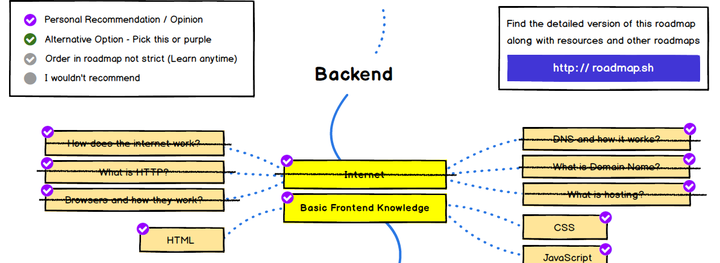 Personal Recommendation / Opinion
Alternative Option - Pick this or purple
Order in roadmap not strict (Learn anytime)
I wouldn't recommend
Find the detailed version of this roadmap
along with resources and other roadmaps
http:// roadmap.sh
Backend
How does the internet work?
What is HTTP?
Browsers and how they work?
Internet
DNS and how it works?
What is Domain Name?
What is hosting?
Basic Frontend Knowledge
HTML
CSS
JavaScript